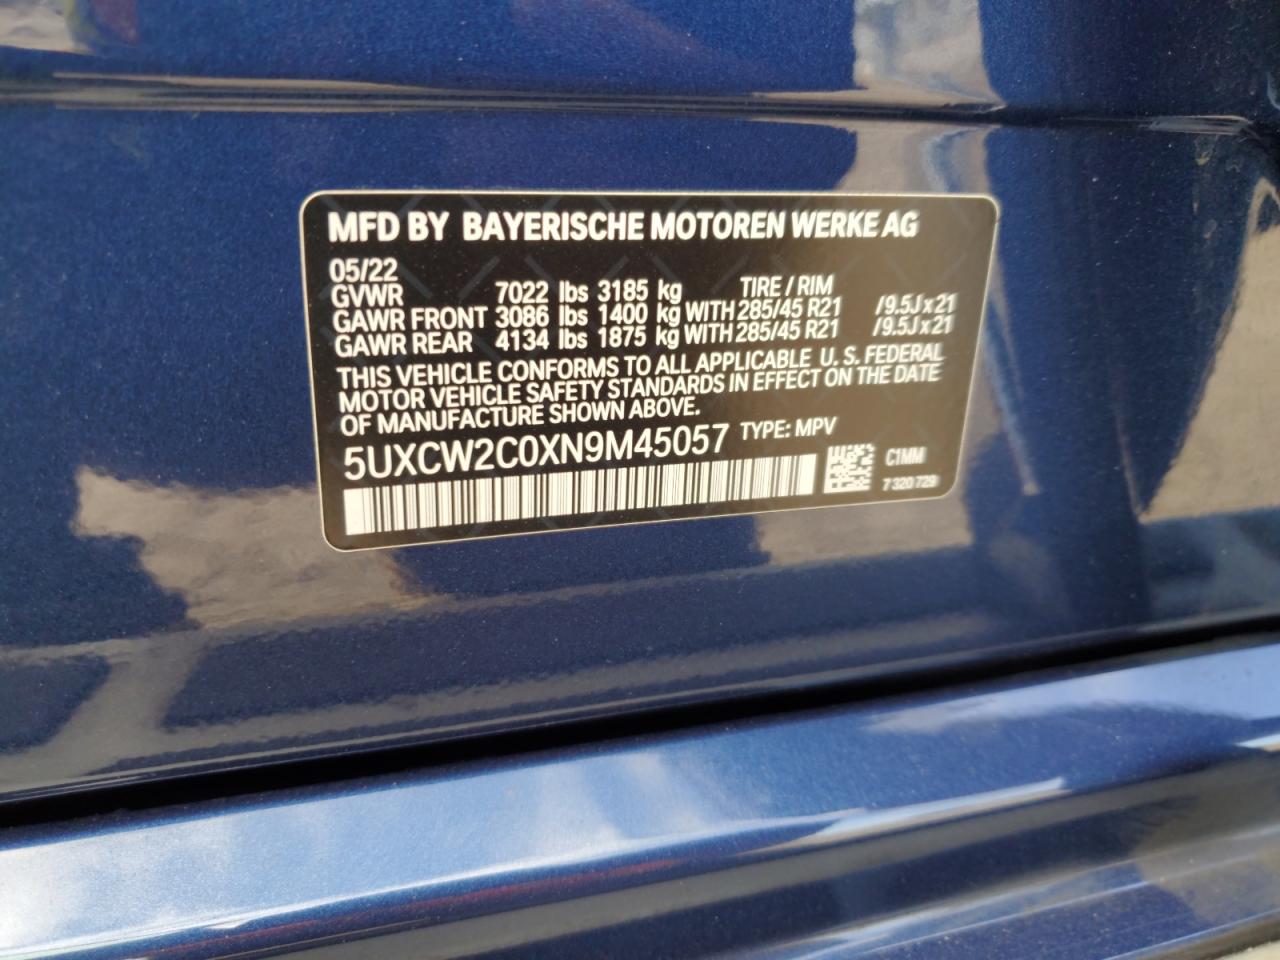 MFD BY BAYERISCHE MOTOREN WERKE AG
05/22
GVWR 7022 lbs 3185 kg TIRE / RIM
GAWR FRONT 3086 lbs 1400 kg WITH 285/45 R21 /9.5J x 21
GAWR REAR 4134 lbs 1875 kg WITH 285/45 R21 /9.5J x 21
THIS VEHICLE CONFORMS TO ALL APPLICABLE U. S. FEDERAL
MOTOR VEHICLE SAFETY STANDARDS IN EFFECT ON THE DATE
OF MANUFACTURE SHOWN ABOVE.
5UXCW2C0XN9M45057 TYPE: MPV
C1MM
7 320 729